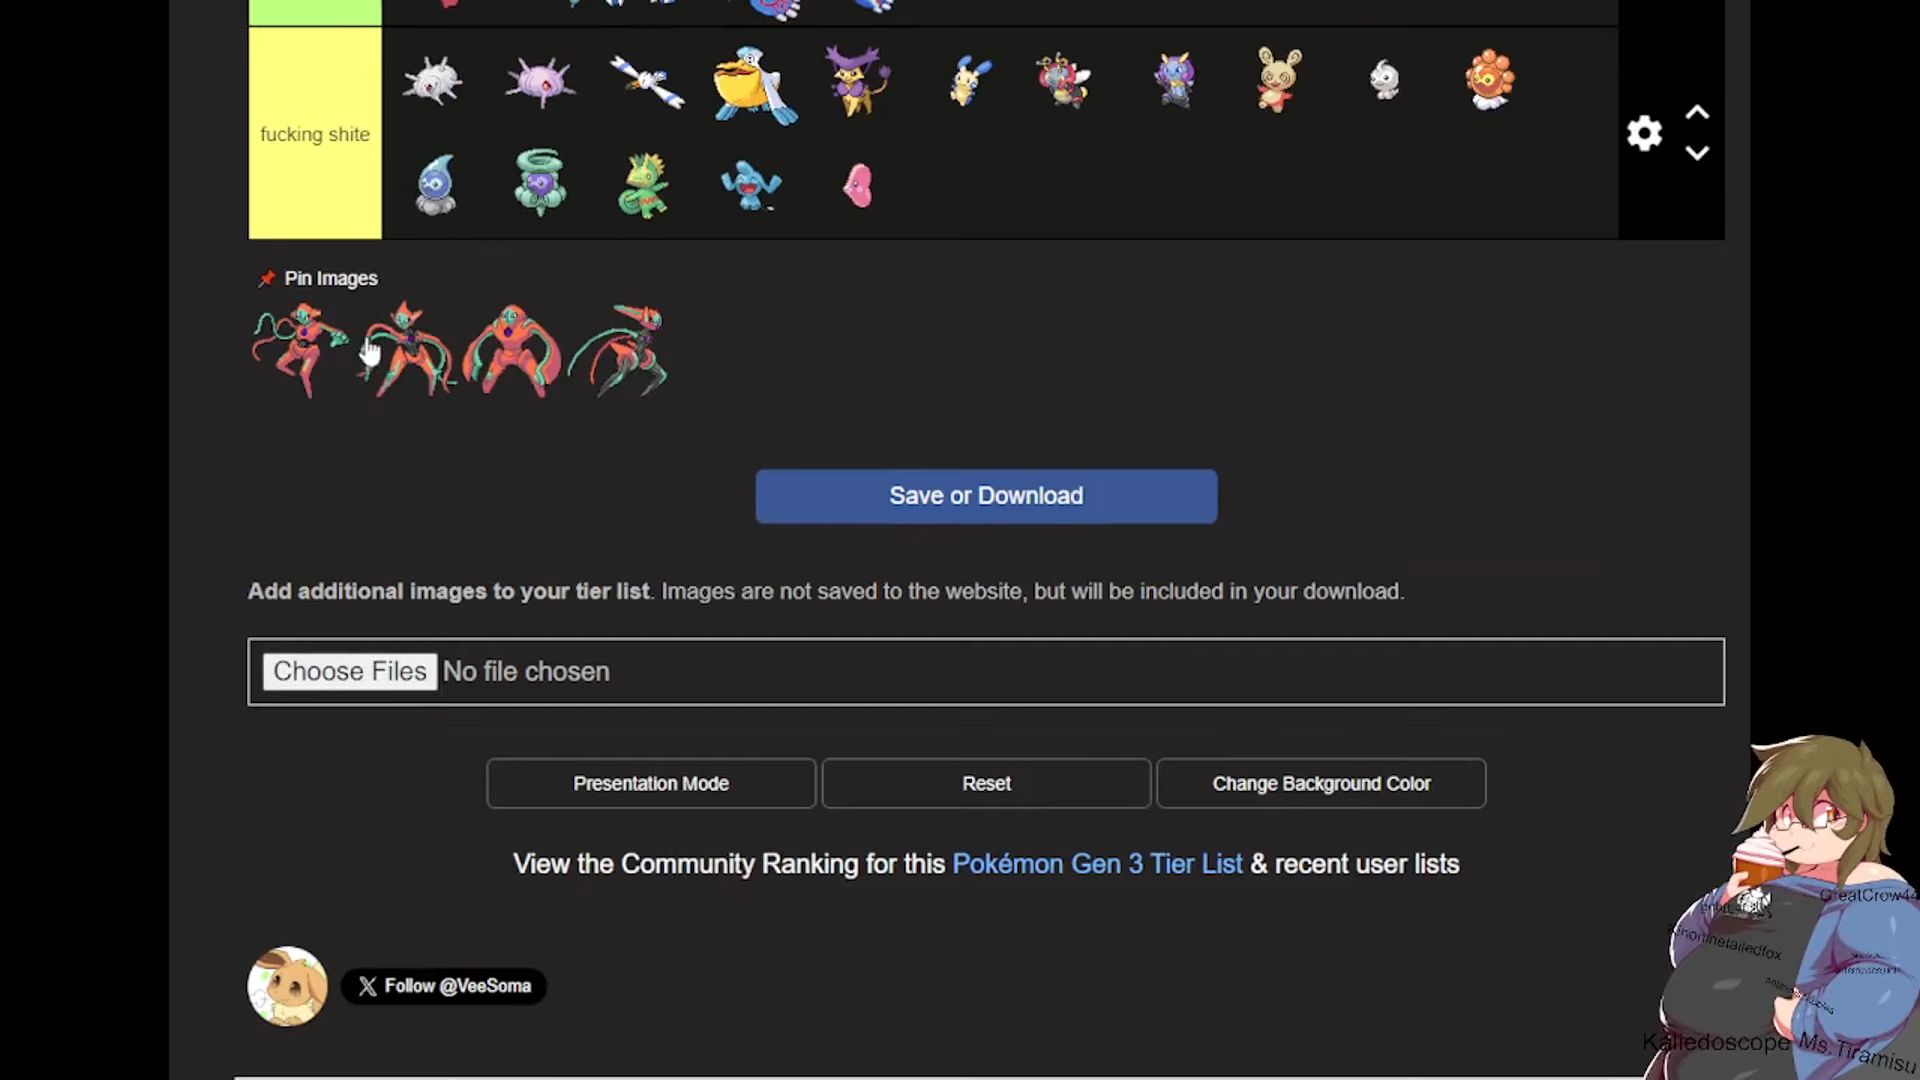 fucking shite
Pin Images
Save or Download
Add additional images to your tier list. Images are not saved to the website, but will be included in your download.
Choose Files No file chosen
Presentation Mode
Reset
Change Background Color
View the Community Ranking for this Pokémon Gen 3 Tier List & recent user lists
X Follow @VeeSoma
GreatCrow44
Kaliedoscope
Ms.Tiramisu